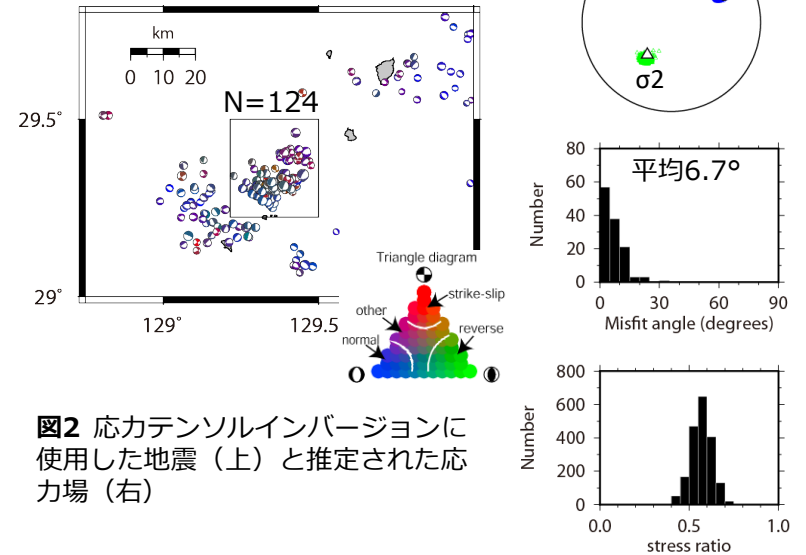 km
0 10 20
N=124
29.5°
29°
129°
129.5
Triangle diagram
strike-slip
other
reverse
normal
図2 応力テンソルインバージョンに
使用した地震（上）と推定された応
力場（右）
σ2
平均6.7°
Number
80
60
40
20
0
0 30 60 90
Misfit angle (degrees)
Number
800
600
400
200
0
0.0 0.5 1.0
stress ratio